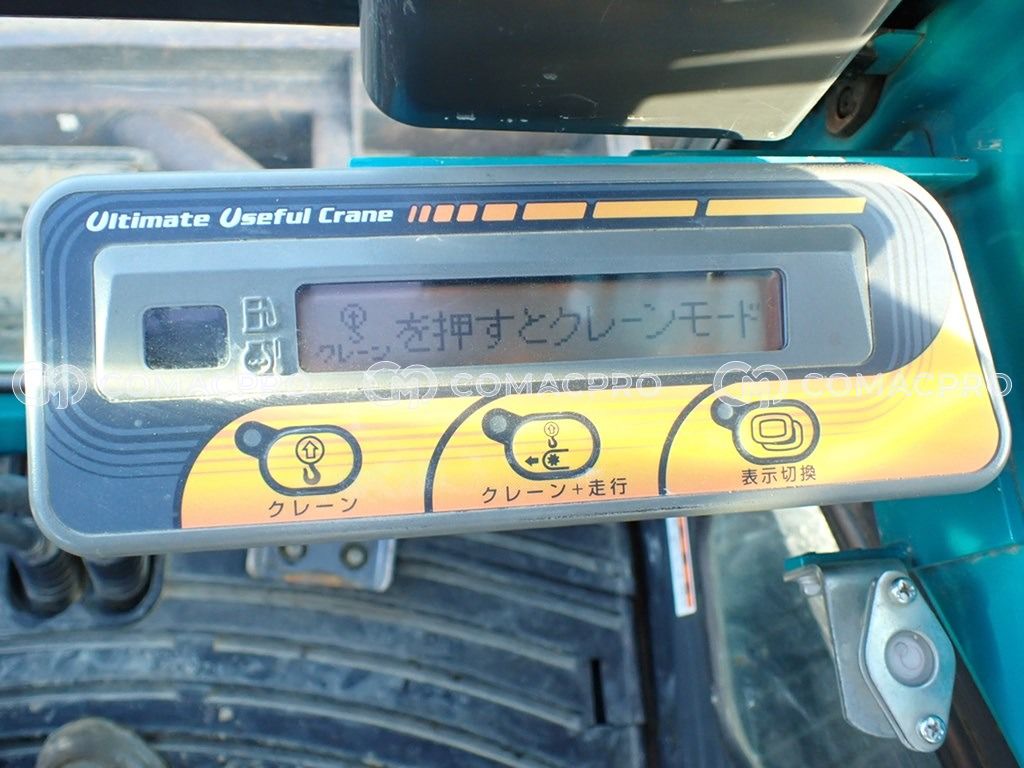 Ultimate Useful Crane
クレーン を押すとクレーンモード
COMACPRO COMACPRO COMACPRO
クレーン
クレーン+走行
表示切換